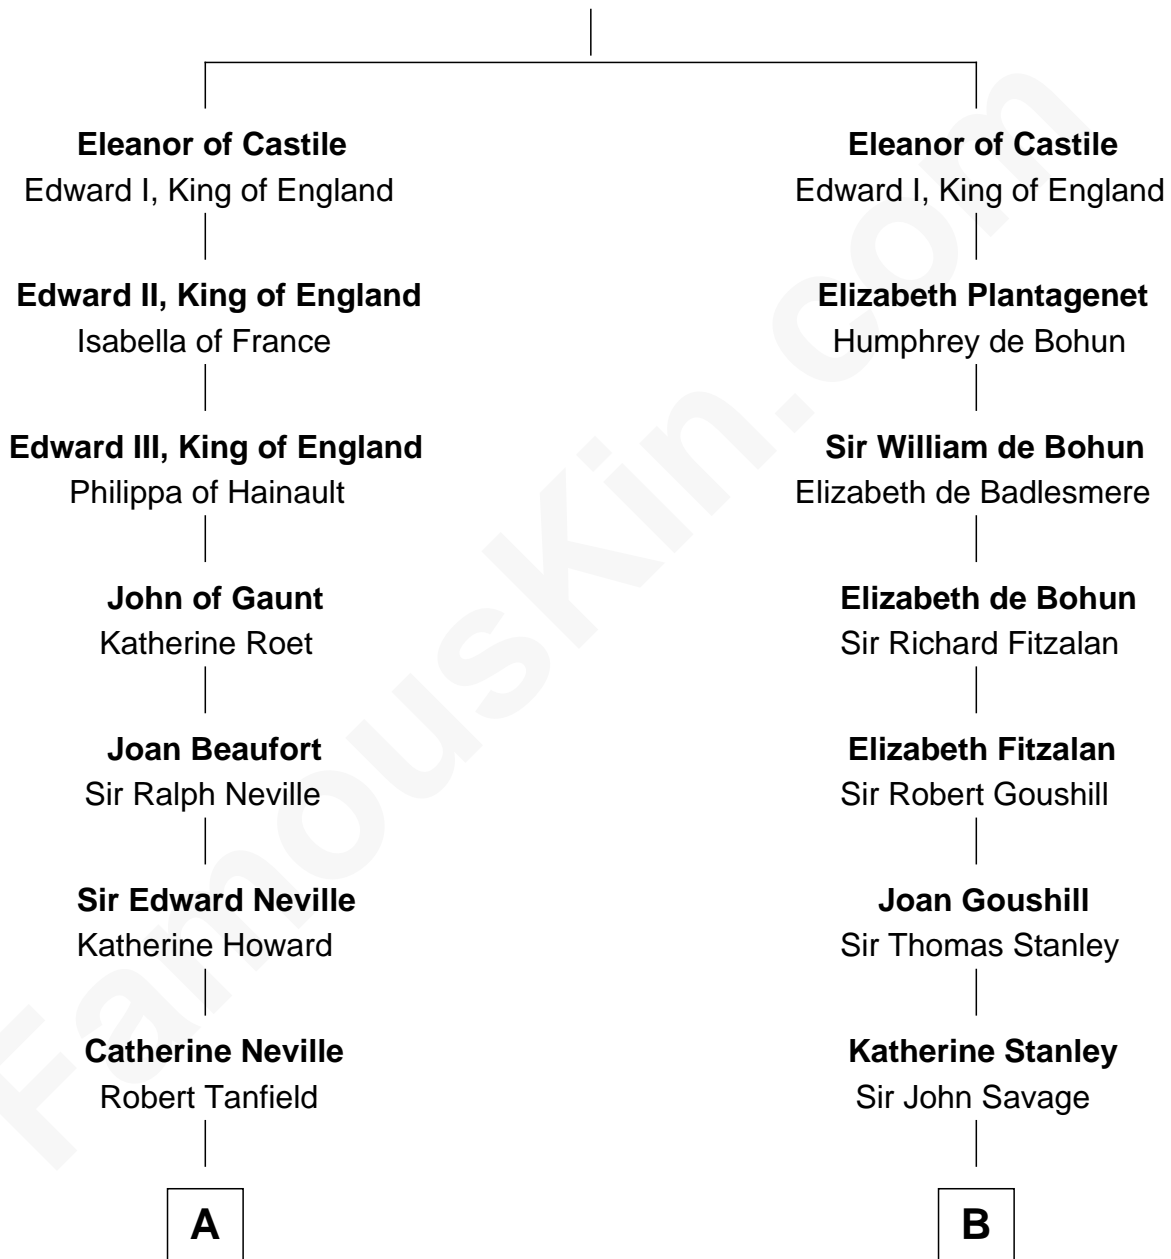 Eleanor of Castile
Edward I, King of England
Edward II, King of England
Isabella of France
Edward III, King of England
Philippa of Hainault
John of Gaunt
Katherine Roet
Joan Beaufort
Sir Ralph Neville
Sir Edward Neville
Katherine Howard
Catherine Neville
Robert Tanfield
A
Eleanor of Castile
Edward I, King of England
Elizabeth Plantagenet
Humphrey de Bohun
Sir William de Bohun
Elizabeth de Badlesmere
Elizabeth de Bohun
Sir Richard Fitzalan
Elizabeth Fitzalan
Sir Robert Goushill
Joan Goushill
Sir Thomas Stanley
Katherine Stanley
Sir John Savage
B
FamousKin.com